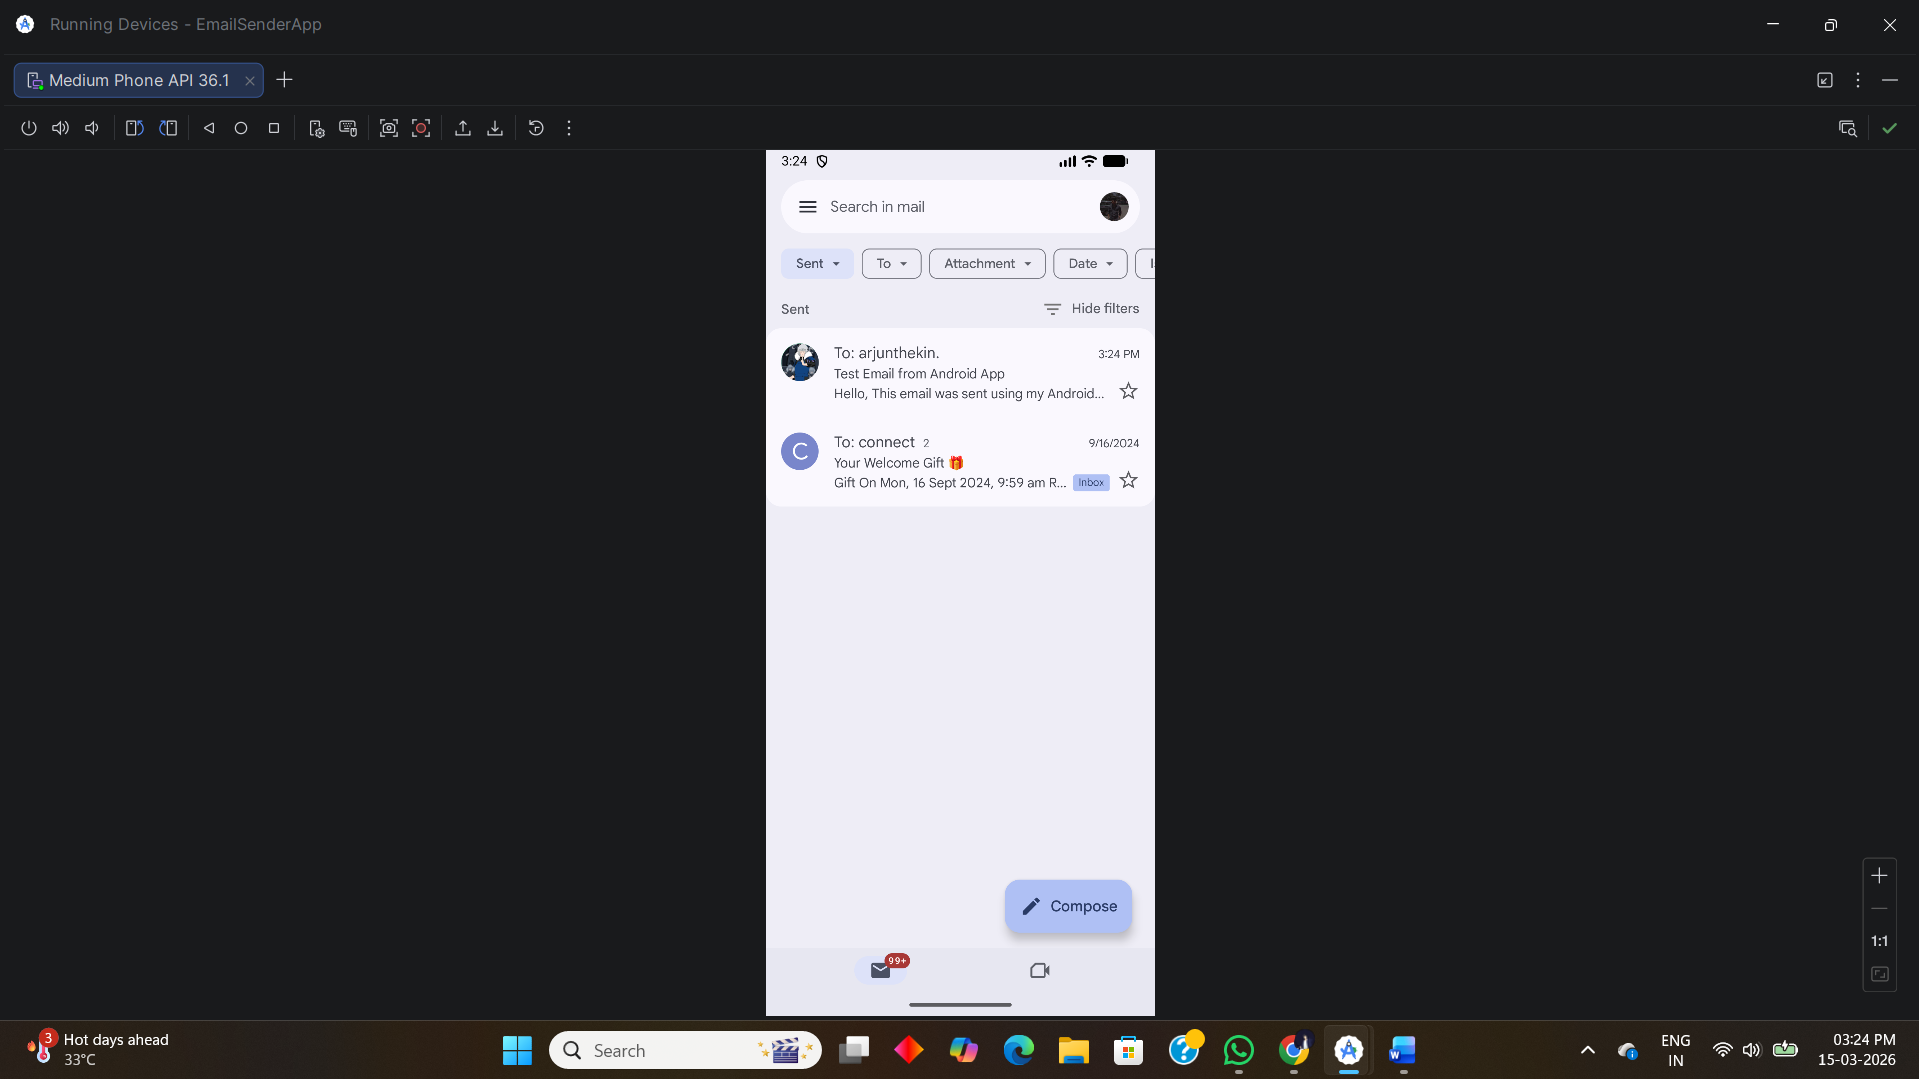 Running Devices - EmailSenderApp
Medium Phone API 36.1
3:24
Search in mail
Sent To Attachment Date
Sent Hide filters
To: arjunthekin. 3:24 PM
Test Email from Android App
Hello, This email was sent using my Android...
C
To: connect 2 9/16/2024
Your Welcome Gift 🎁
Gift On Mon, 16 Sept 2024, 9:59 am R... Inbox
Compose
99+
1:1
3
Hot days ahead
33°C
Search
W
ENG
IN
03:24 PM
15-03-2026